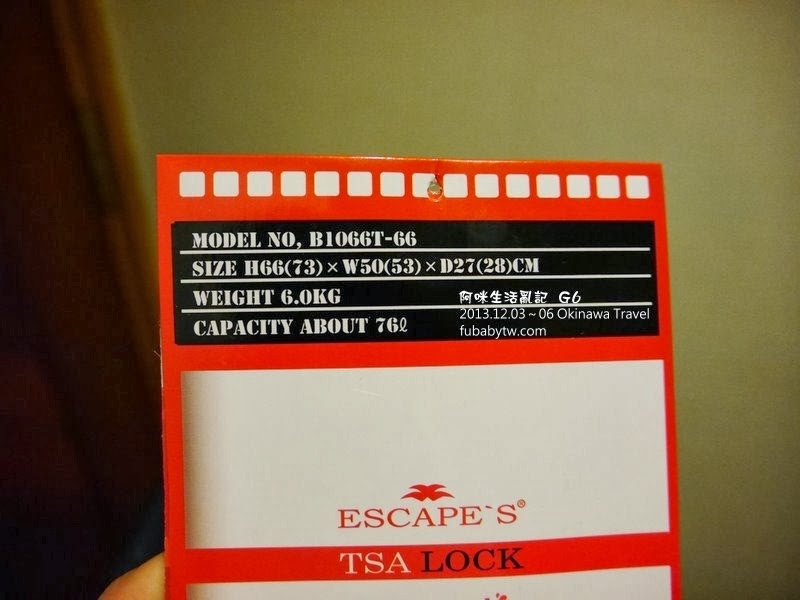 MODEL NO, B1066T-66
SIZE H66(73)×W50(53)×D27(28)CM
WEIGHT 6.0KG
CAPACITY ABOUT 76ℓ
阿咪生活亂記 G6
2013.12.03~06 Okinawa Travel
fubabytw.com
ESCAPE`S®
TSA LOCK